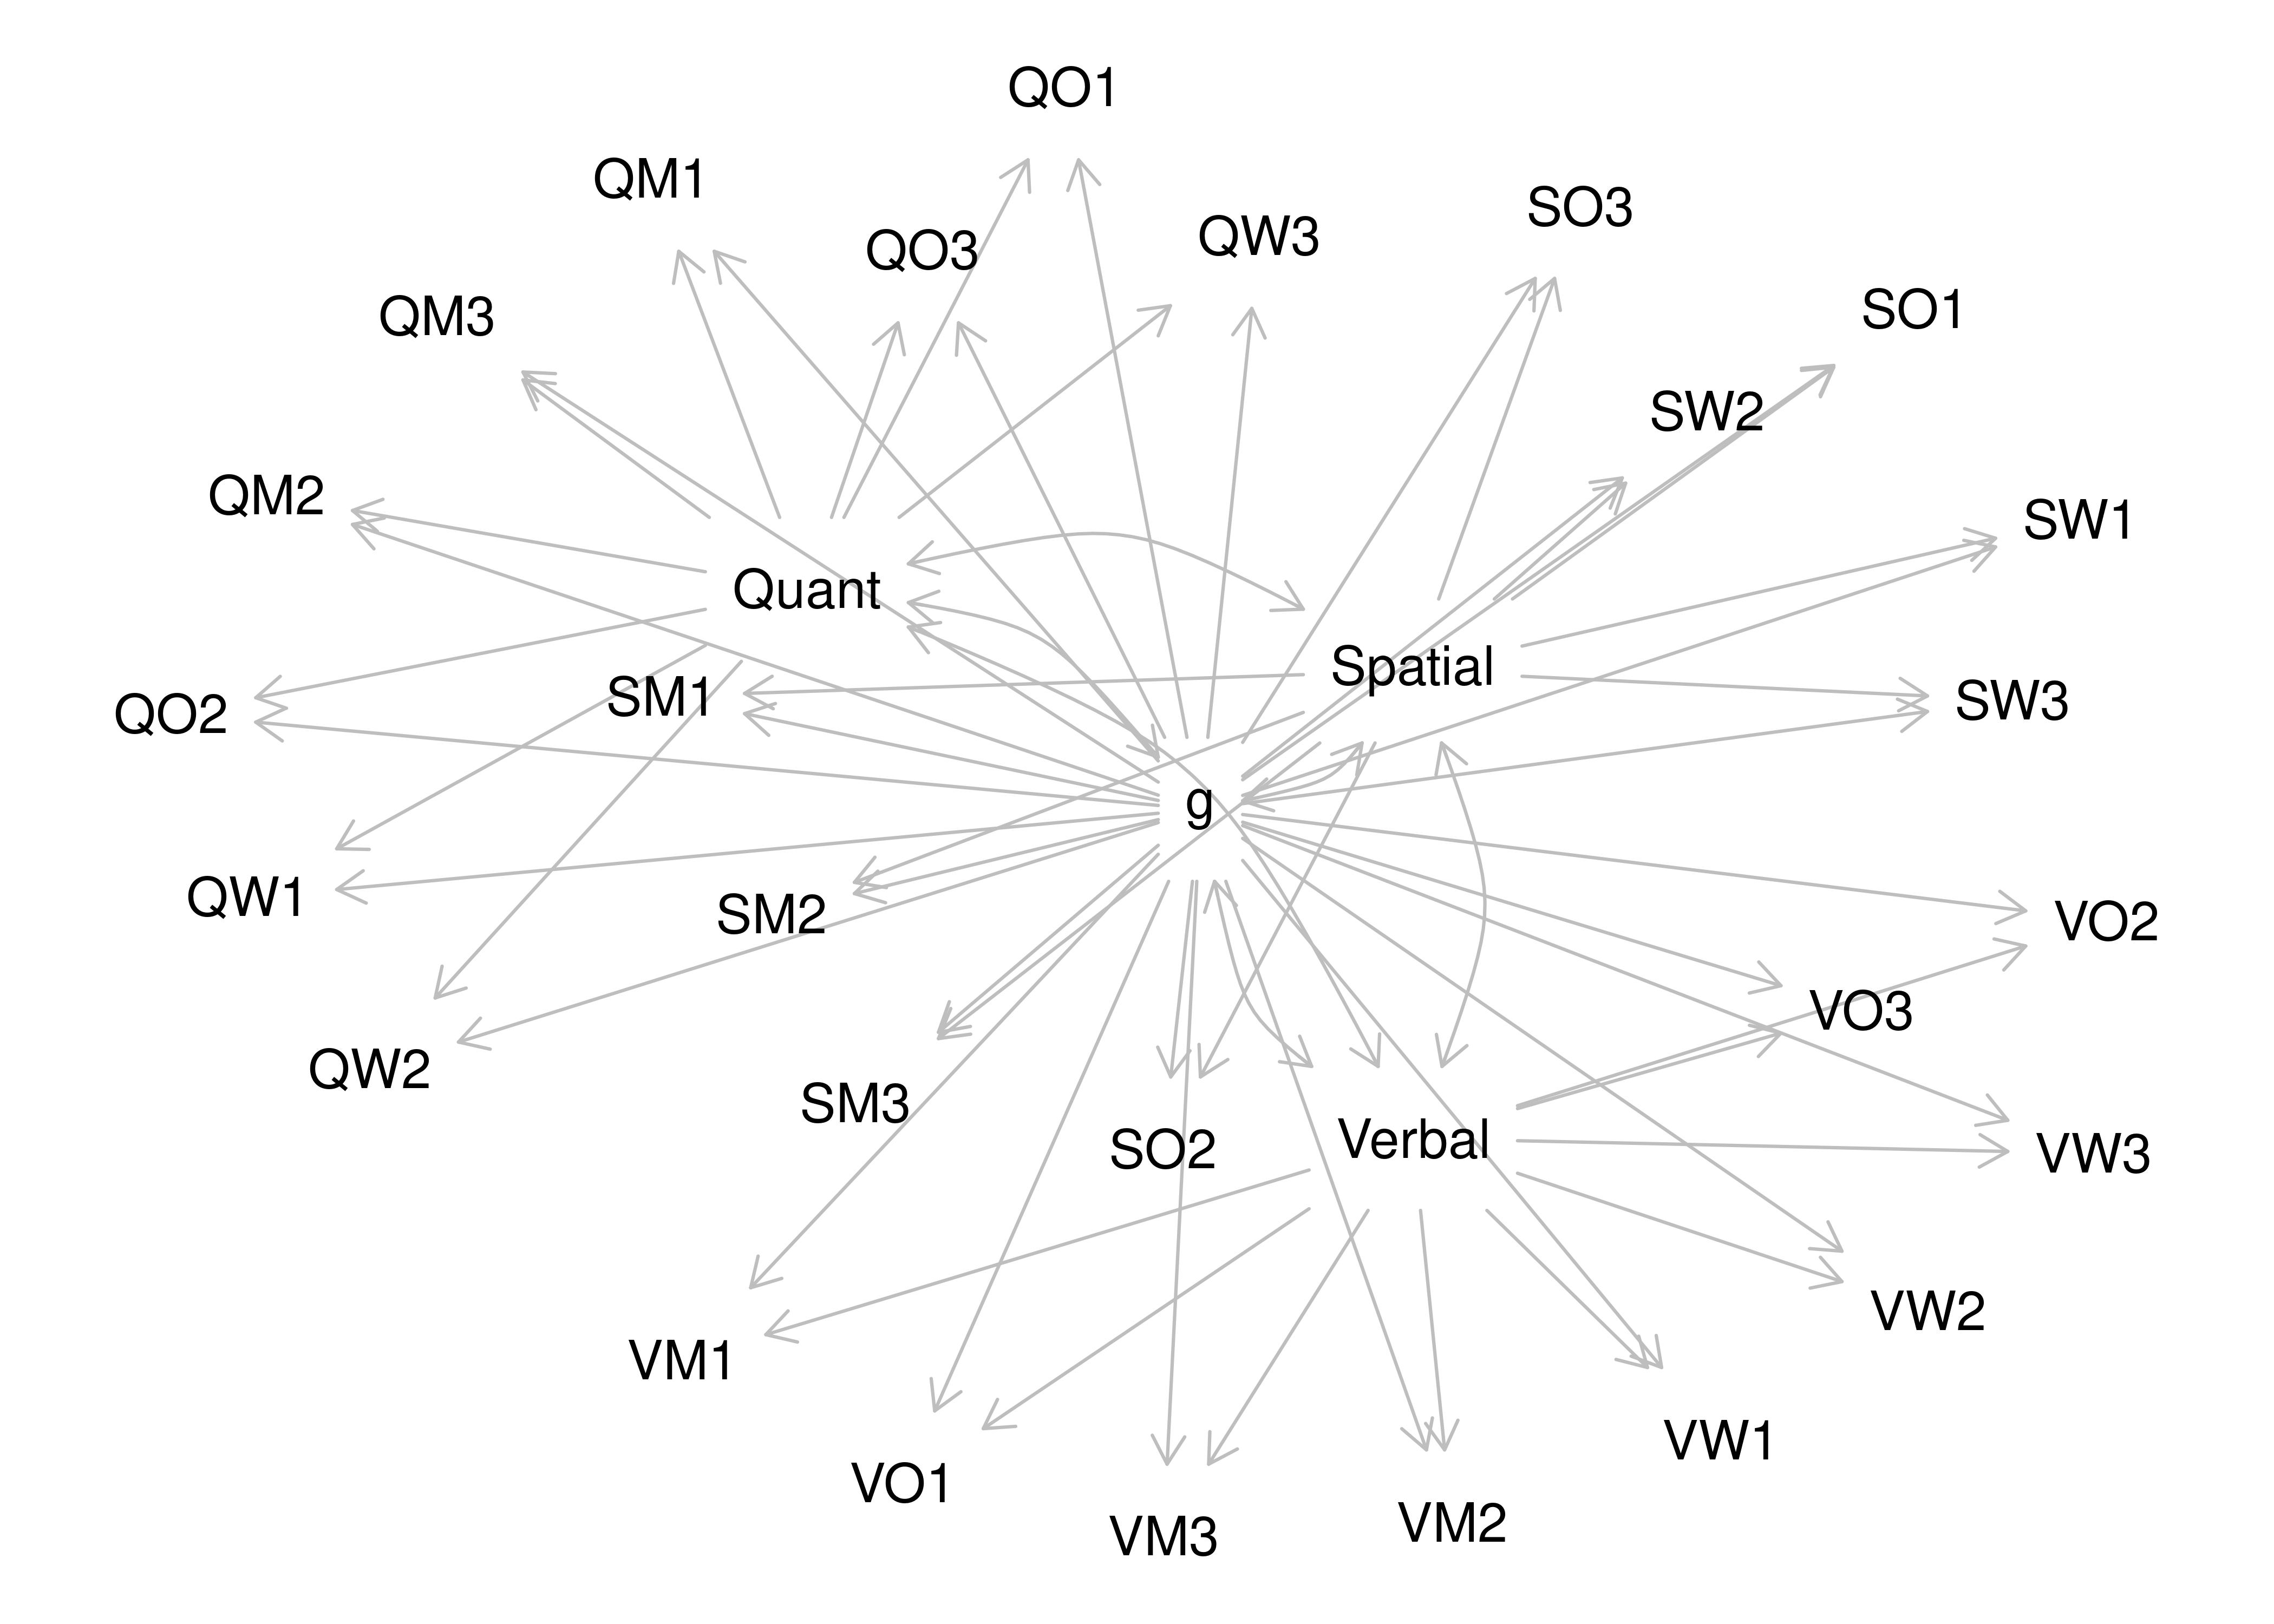 QO1
QM1
SO3
QW3
QO3
SO1
QM3
SW2
QM2
SW1
Quant
Spatial
SM1
SW3
QO2
g
QW1
SM2
VO2
VO3
QW2
SM3
Verbal
SO2
VW3
VW2
VM1
VW1
VO1
VM2
VM3